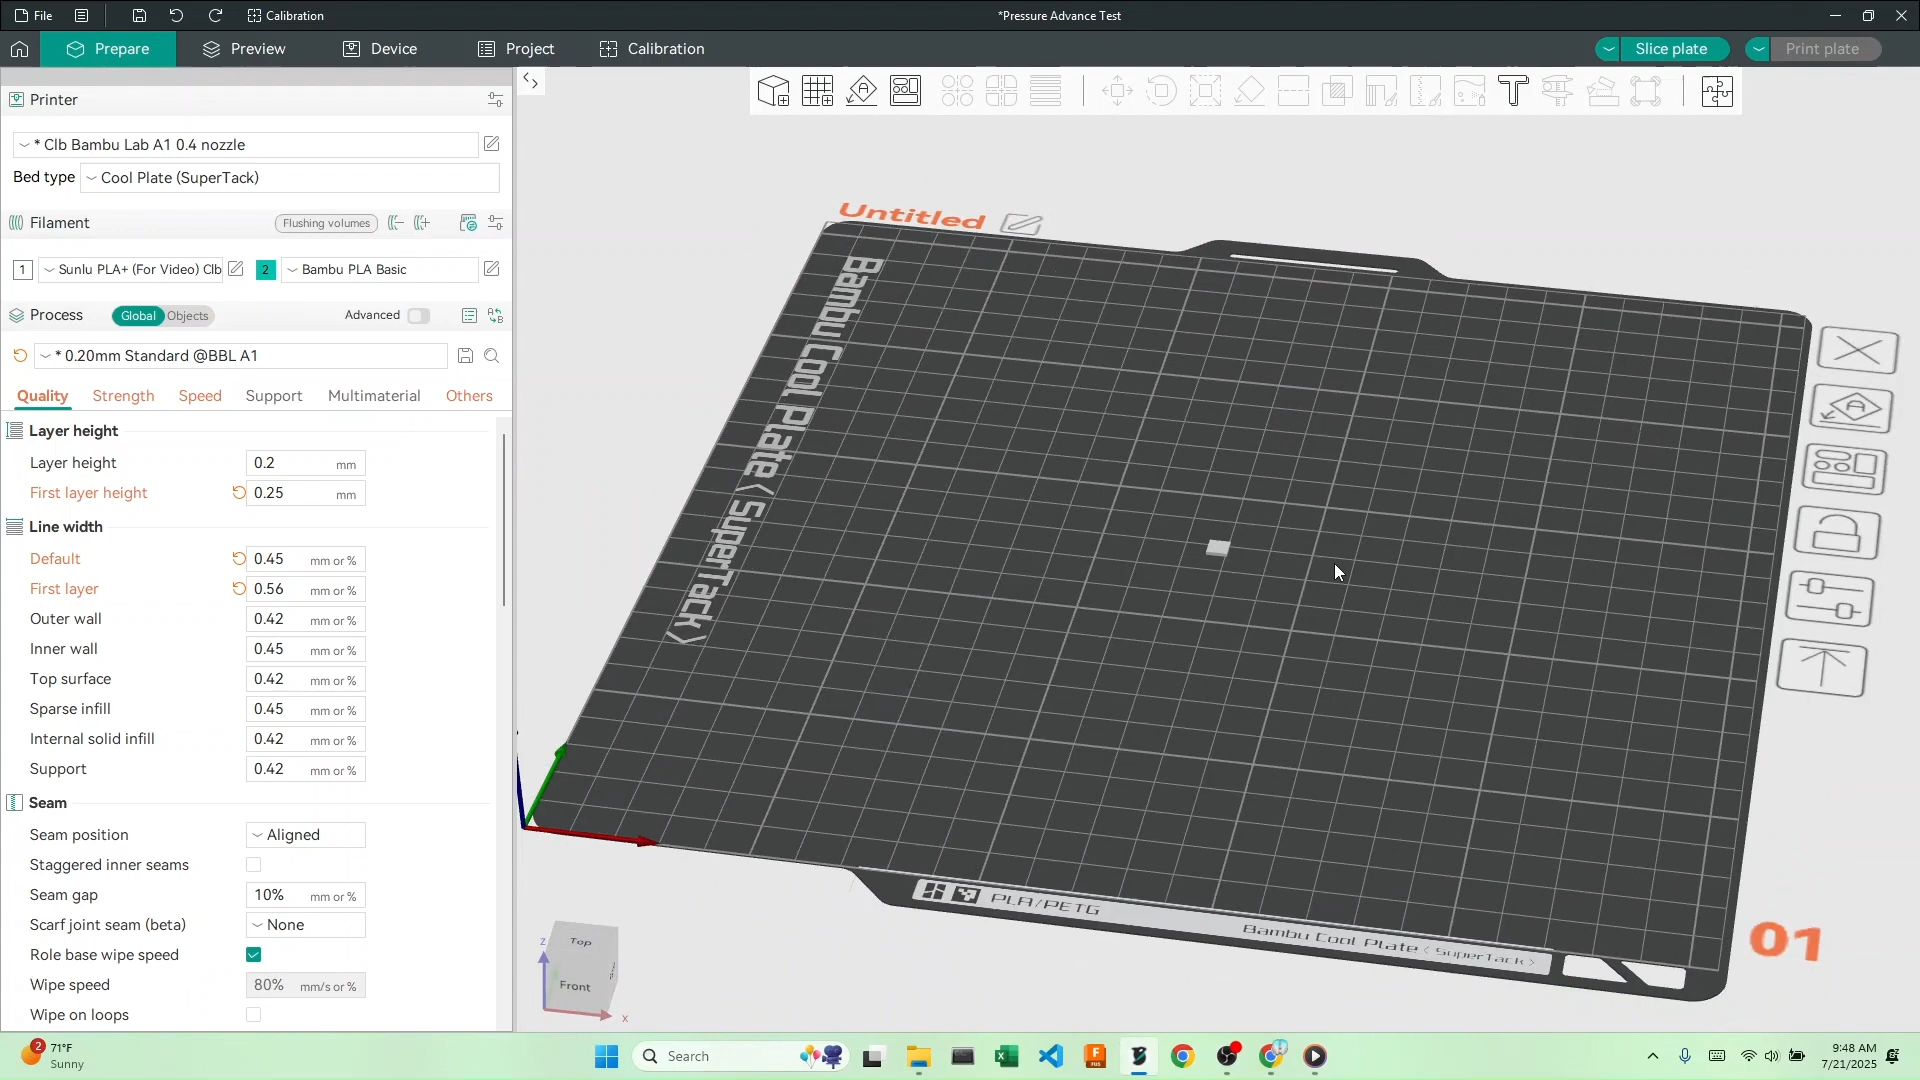 File
Calibration
*Pressure Advance Test
Prepare
Preview
Device
Project
Calibration
Slice plate
Print plate
Printer
* Clb Bambu Lab A1 0.4 nozzle
Bed type
Cool Plate (SuperTack)
Filament
Flushing volumes
1
Sunlu PLA+ (For Video) Clb
2
Bambu PLA Basic
Process
Global
Objects
Advanced
* 0.20mm Standard @BBL A1
Quality
Strength
Speed
Support
Multimaterial
Others
Layer height
Layer height
0.2 mm
First layer height
0.25 mm
Line width
Default
0.45 mm or %
First layer
0.56 mm or %
Outer wall
0.42 mm or %
Inner wall
0.45 mm or %
Top surface
0.42 mm or %
Sparse infill
0.45 mm or %
Internal solid infill
0.42 mm or %
Support
0.42 mm or %
Seam
Seam position
Aligned
Staggered inner seams
Seam gap
10% mm or %
Scarf joint seam (beta)
None
Role base wipe speed
Wipe speed
80% mm/s or %
Wipe on loops
Untitled
Bambu Cool Plate (SuperTack)
PLA/PETG
Bambu Cool Plate (SuperTack)
01
Top
Front
z
x
2
71°F
Sunny
Search
9:48 AM
7/21/2025